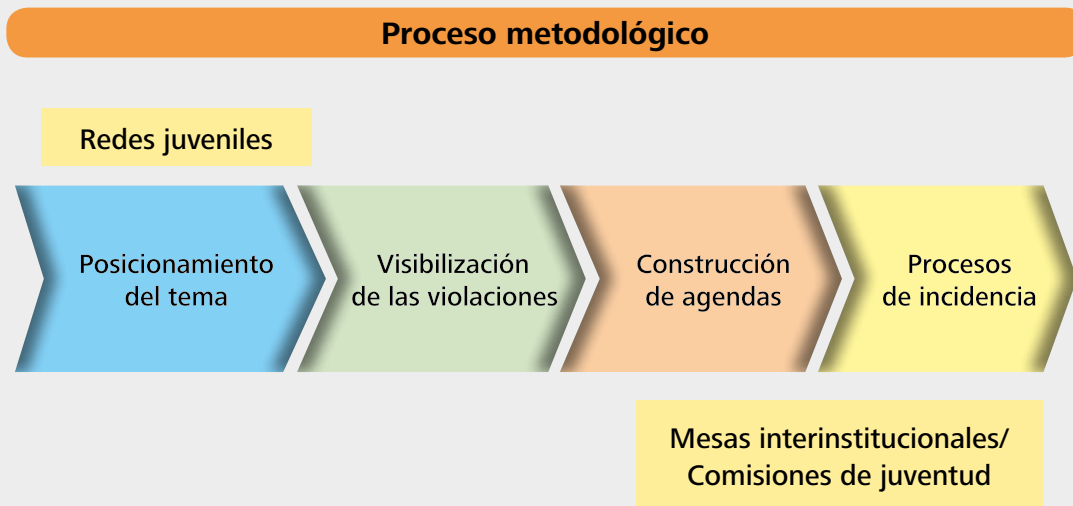 Proceso metodológico
Redes juveniles
Posicionamiento
del tema
Visibilización
de las violaciones
Construcción
de agendas
Procesos
de incidencia
Mesas interinstitucionales/
Comisiones de juventud